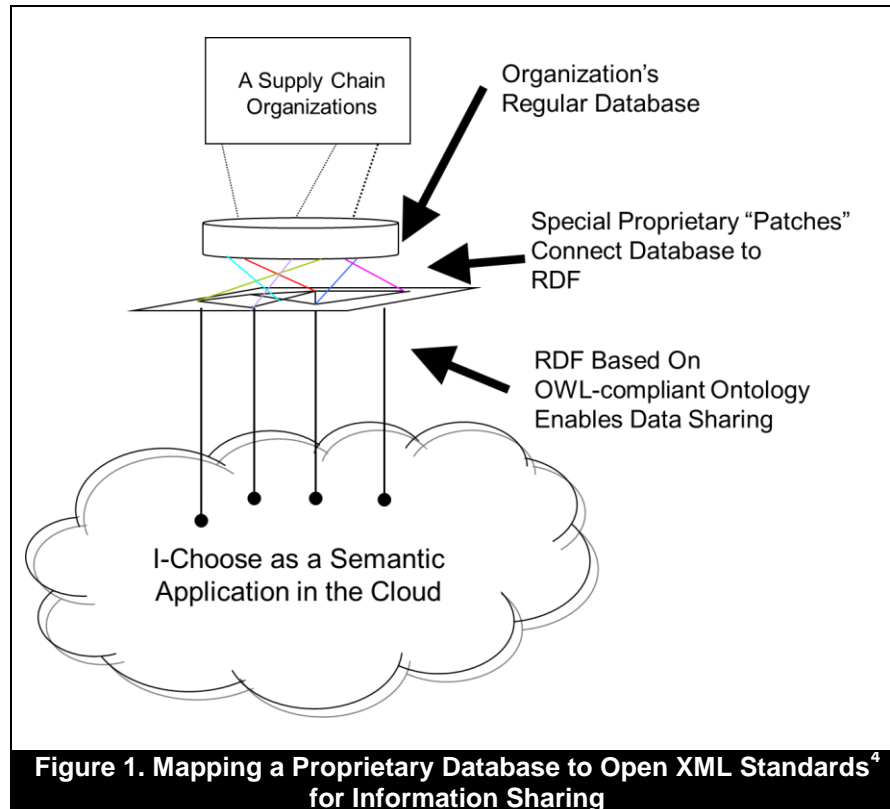 A Supply Chain
Organizations
Organization's
Regular Database
Special Proprietary “Patches”
Connect Database to
RDF
RDF Based On
OWL-compliant Ontology
Enables Data Sharing
I-Choose as a Semantic
Application in the Cloud
Figure 1. Mapping a Proprietary Database to Open XML Standards⁴
for Information Sharing